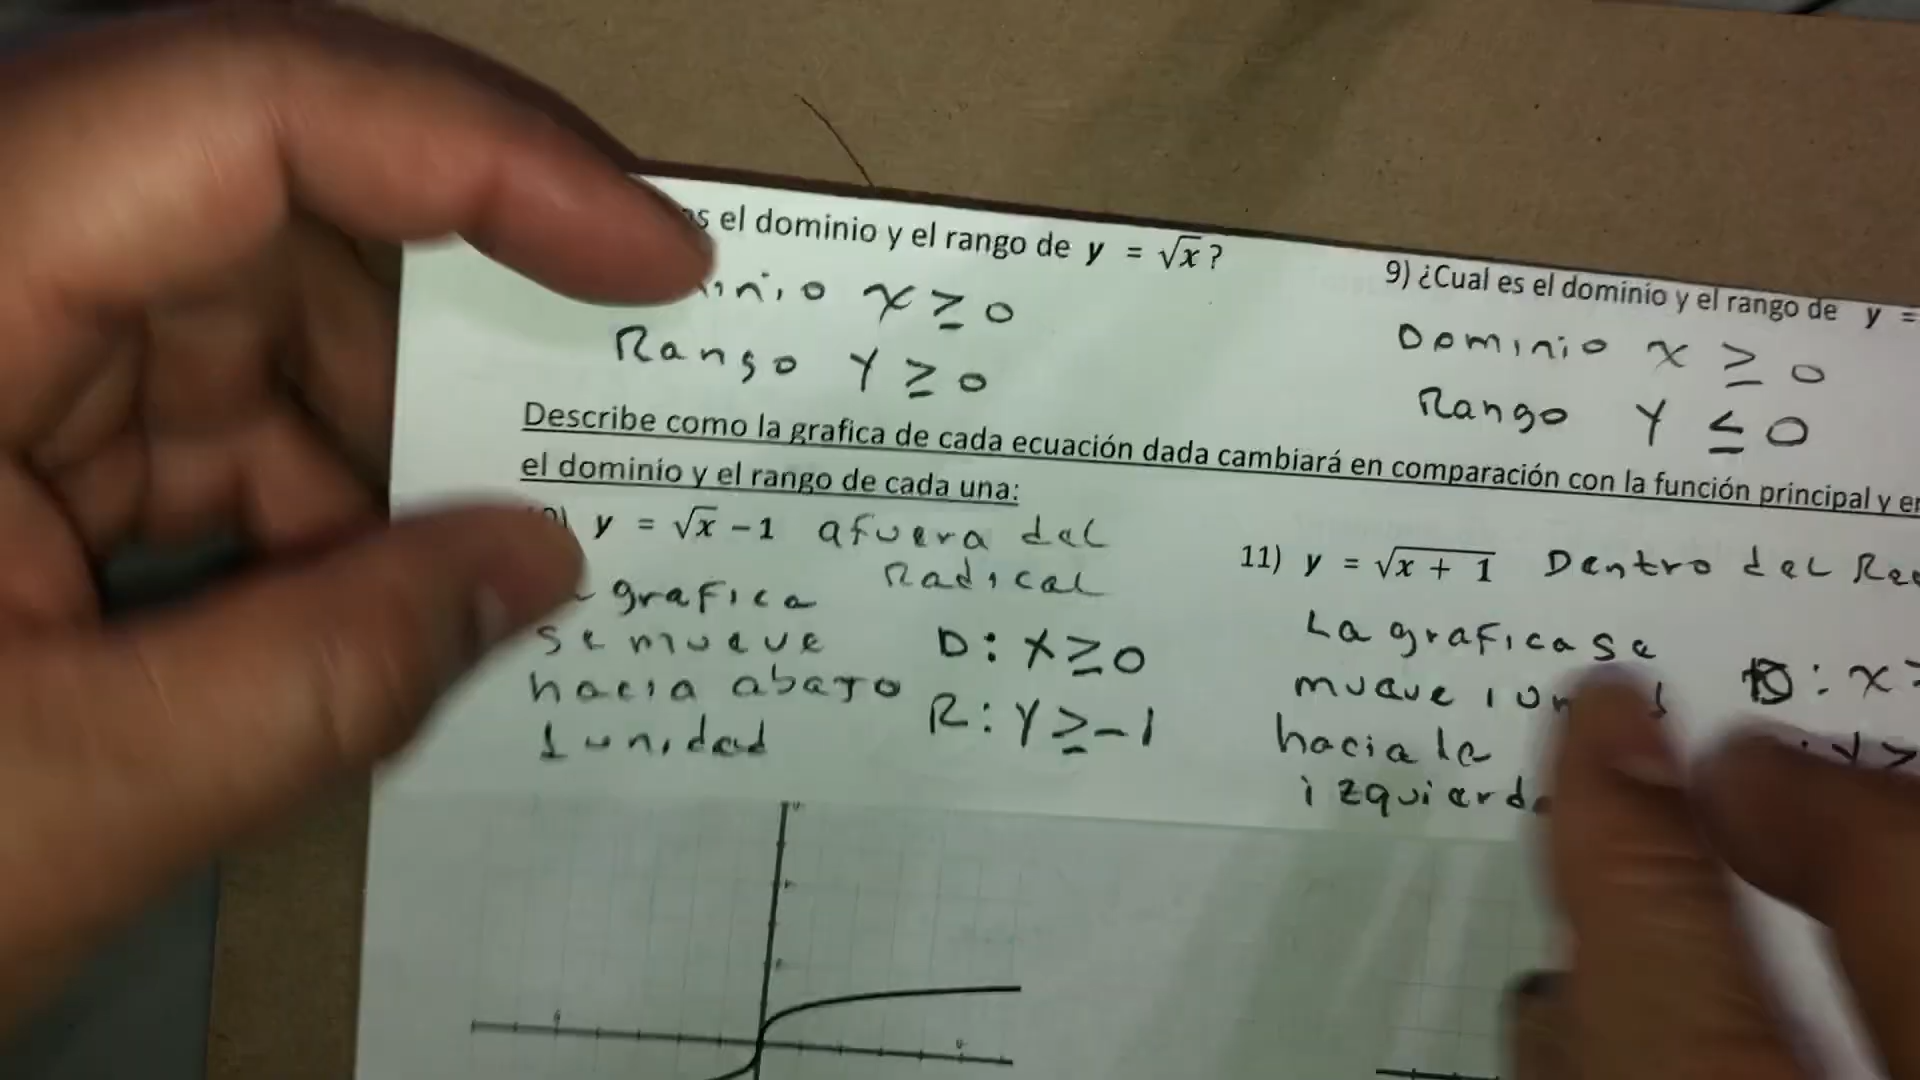 el dominio y el rango de y = √x ?
x ≥ 0
Rango y ≥ 0
9) ¿Cual es el dominio y el rango de y =
Dominio x ≥ 0
Rango y ≤ 0
Describe como la grafica de cada ecuación dada cambiará en comparación con la función principal y
el dominio y el rango de cada una:
y = √x − 1 afuera del
Radical
grafica
se mueve
hacia abajo
1 unidad
D: x ≥ 0
R: y ≥ -1
11) y = √x + 1 Dentro del
La grafica se
mueve 1
hacia la
D: x